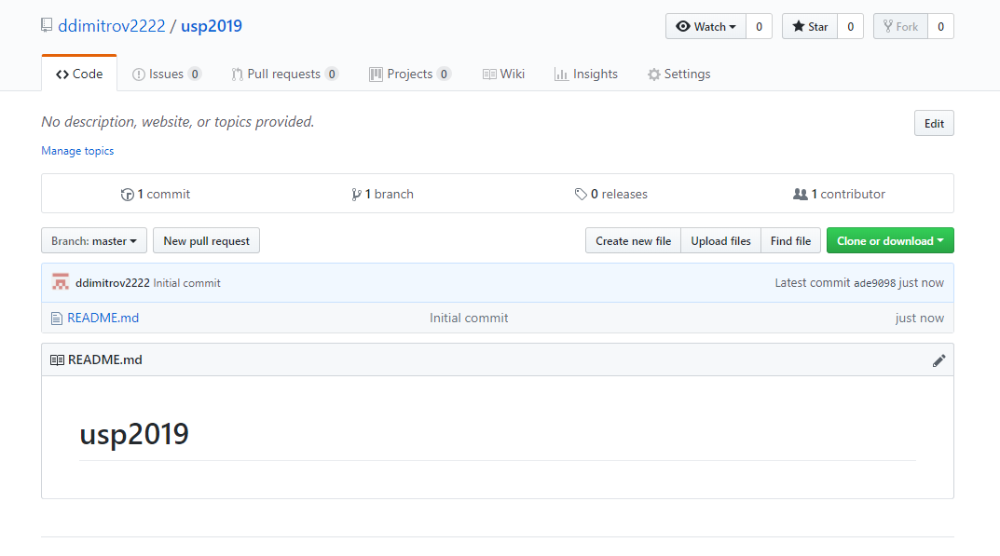 ddimitrov2222 / usp2019 Watch 0 Star 0 Fork 0
Code Issues 0 Pull requests 0 Projects 0 Wiki Insights Settings
No description, website, or topics provided. Edit
Manage topics
1 commit 1 branch 0 releases 1 contributor
Branch: master New pull request Create new file Upload files Find file Clone or download
ddimitrov2222 Initial commit Latest commit ade9098 just now
README.md Initial commit just now
README.md
usp2019